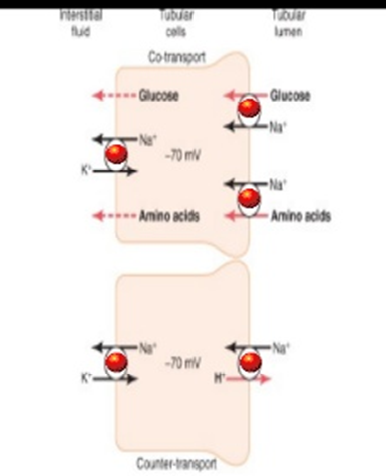 Interstitial Tubular Tubular
fluid cells lumen
Co-transport
Glucose Glucose
Na⁺ Na⁺
K⁺ –70 mV
Na⁺
Amino acids Amino acids
Na⁺ –70 mV Na⁺
K⁺ H⁺
Counter-transport